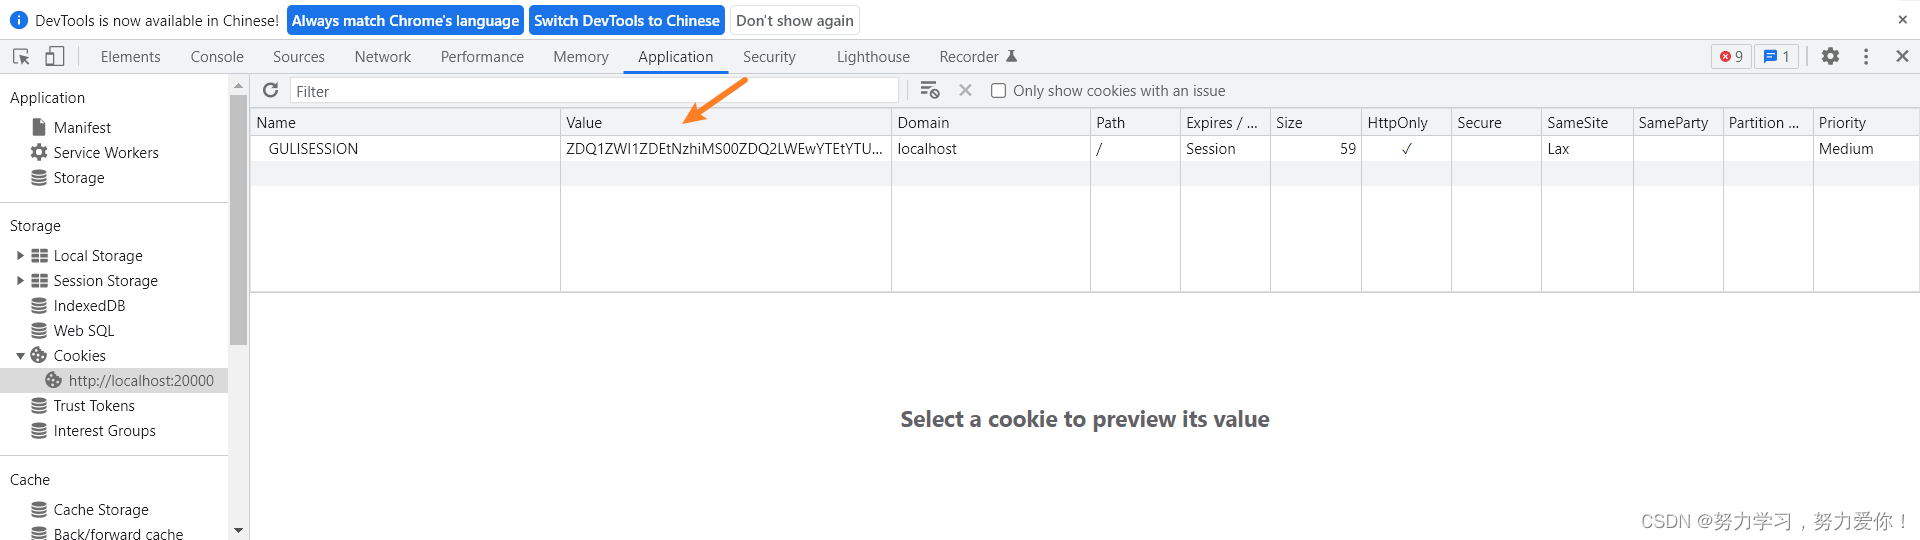 DevTools is now available in Chinese! Always match Chrome's language Switch DevTools to Chinese Don't show again
Elements Console Sources Network Performance Memory Application Security Lighthouse Recorder 9 1
Filter Only show cookies with an issue
Application
Manifest
Service Workers
Storage
Storage
Local Storage
Session Storage
IndexedDB
Web SQL
Cookies
http://localhost:20000
Trust Tokens
Interest Groups
Cache
Cache Storage
Back/forward cache
Name Value Domain Path Expires / ... Size HttpOnly Secure SameSite SameParty Partition ... Priority
GULISESSION ZDQ1ZWI1ZDEtNzhiMS00ZDQ2LWEwYTEtYTU... localhost / Session 59 ✓ Lax Medium
Select a cookie to preview its value
CSDN @努力学习，努力爱你！